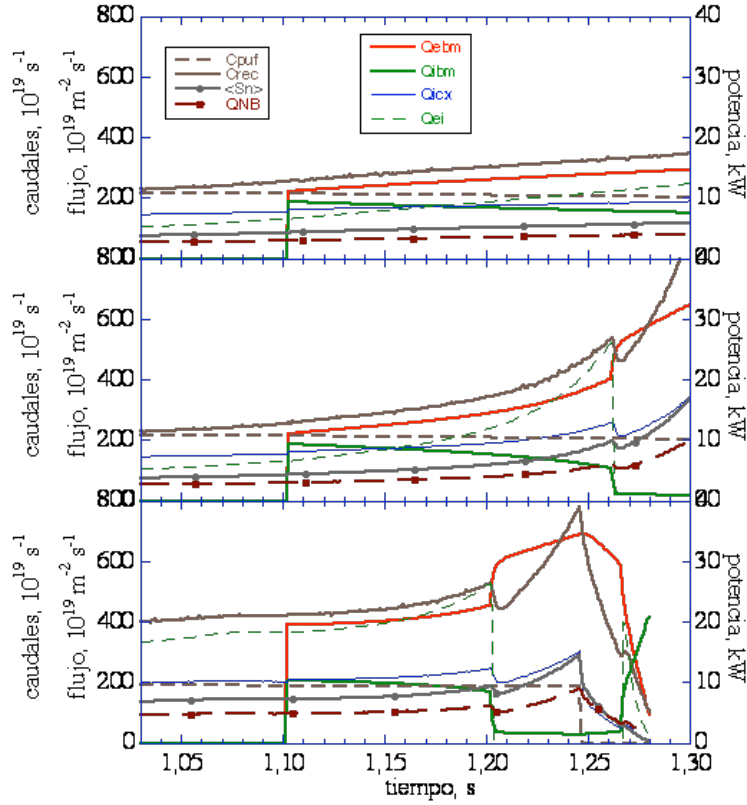 800
600
400
200
800
600
400
200
800
600
400
200
0
caudales, 10¹⁹ s⁻¹
flujo, 10¹⁹ m⁻² s⁻¹
caudales, 10¹⁹ s⁻¹
flujo, 10¹⁹ m⁻² s⁻¹
caudales, 10¹⁹ s⁻¹
flujo, 10¹⁹ m⁻² s⁻¹
Cpuf
Crec
<Sn>
QNB
Qebm
Qibm
Qicx
Qei
40
30
20
10
40
30
20
10
40
30
20
10
0
potencia, kW
potencia, kW
potencia, kW
1,05
1,10
1,15
1,20
1,25
1,30
tiempo, s